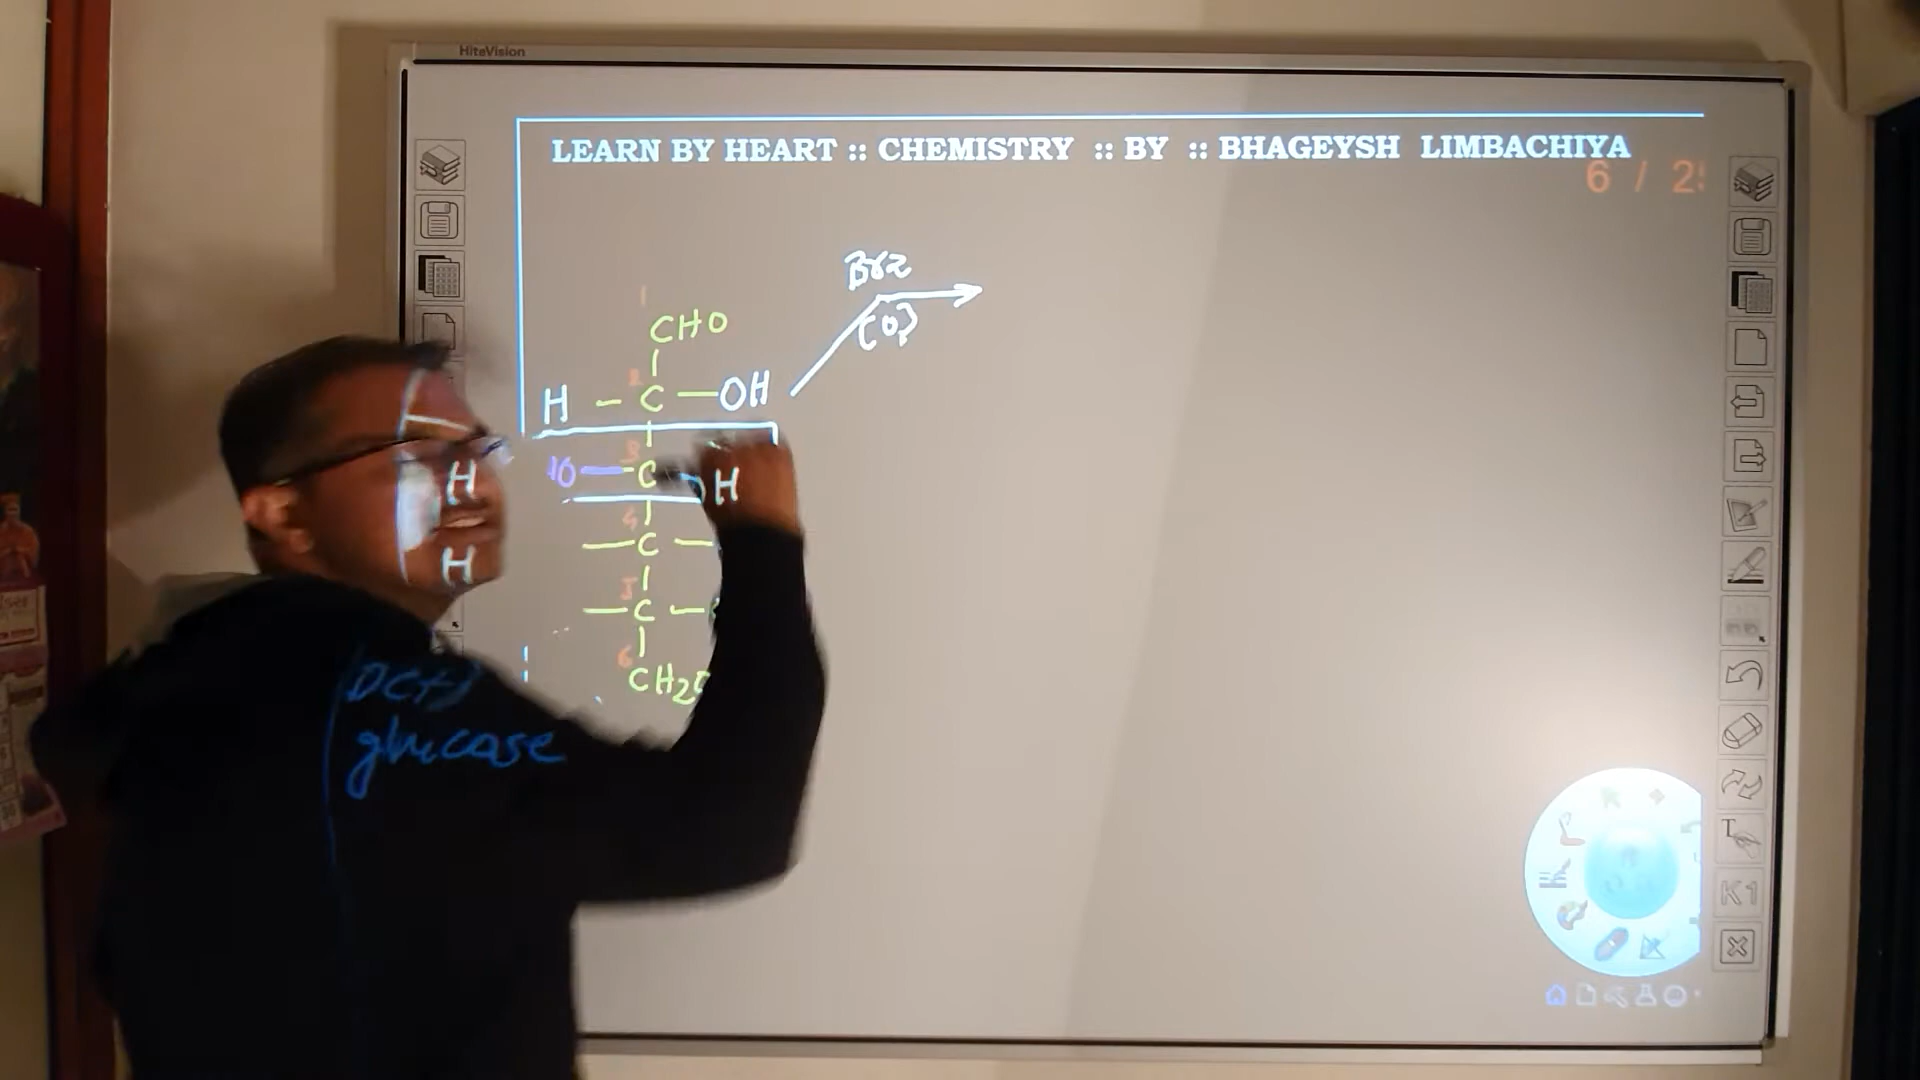 HiteVision
LEARN BY HEART :: CHEMISTRY :: BY :: BHAGEYSH LIMBACHIYA
6 / 2
Br2
[O]
1
CHO
2
H - C - OH
3
HO - C - H
4
H - C -
5
H - C -
6
CH2
D(+)
glucose
T
K1